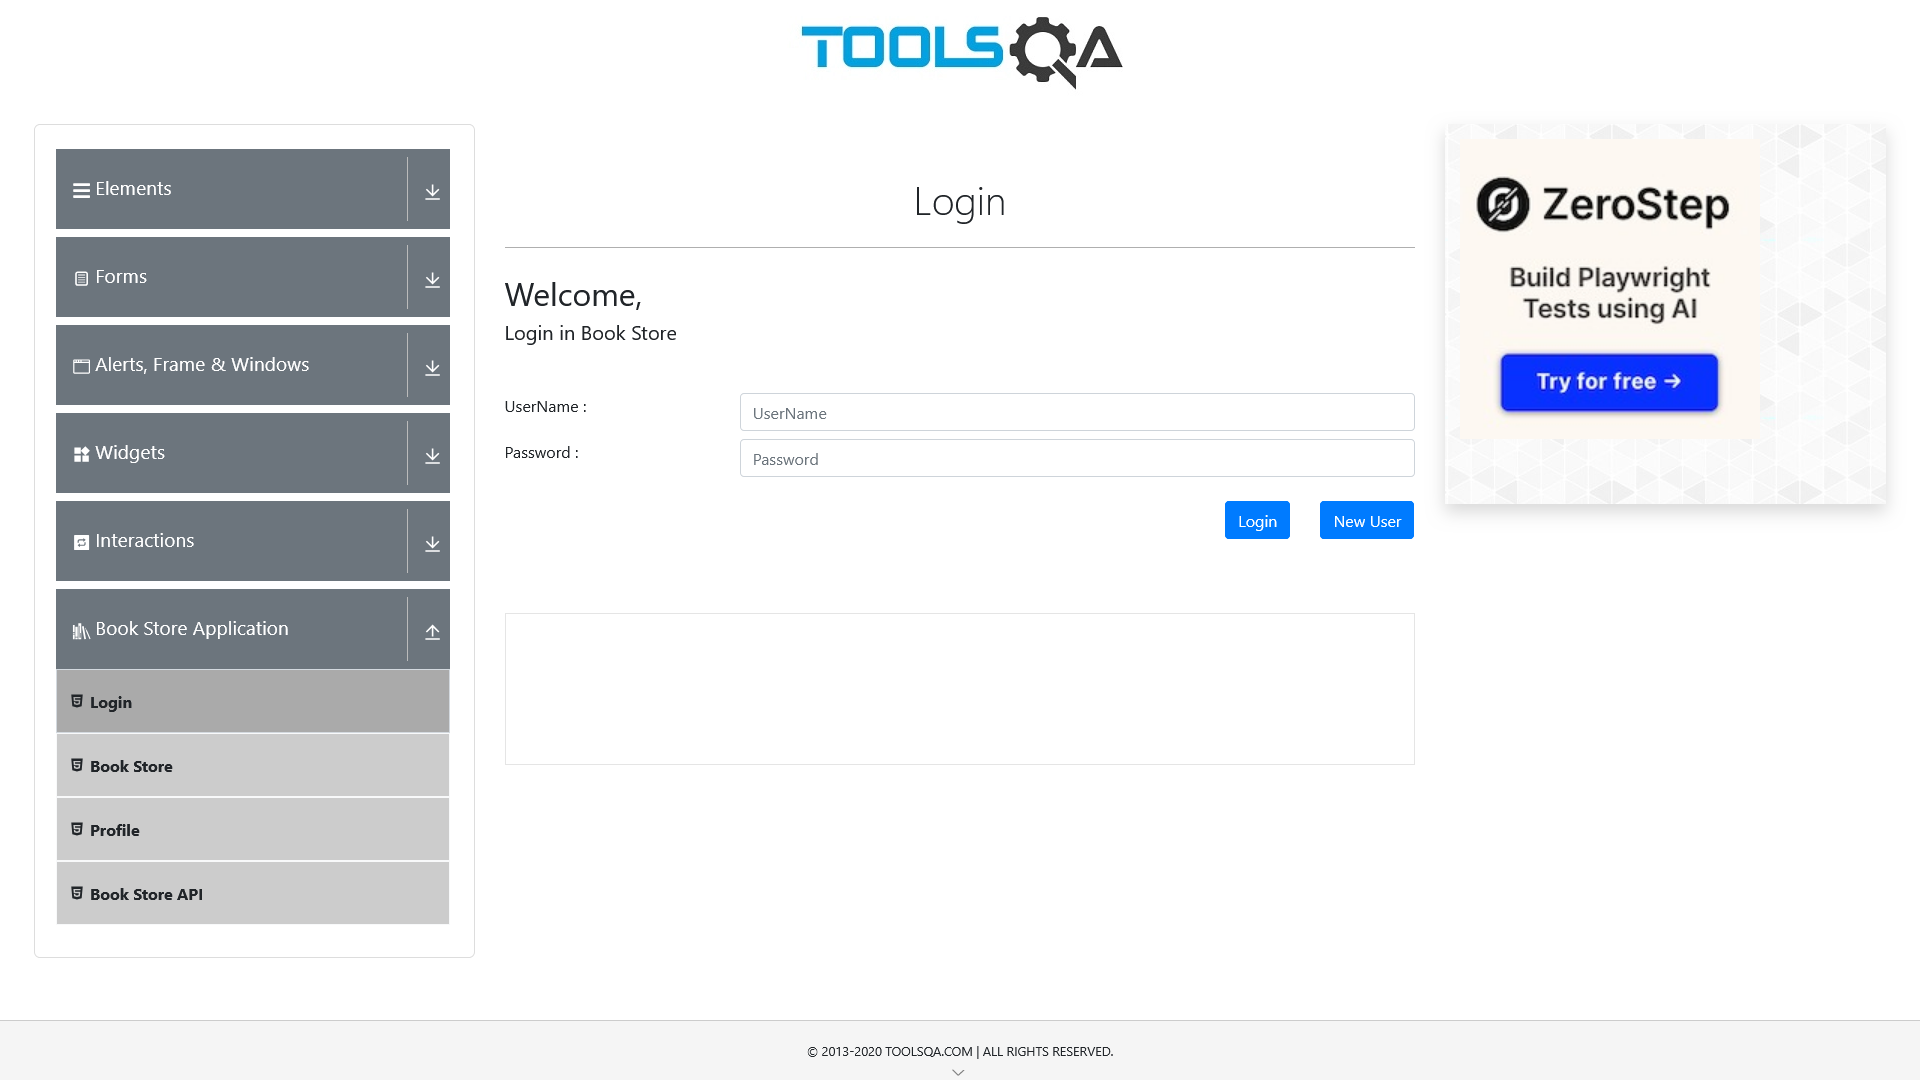 TOOLSQA
Elements
Forms
Alerts, Frame & Windows
Widgets
Interactions
Book Store Application
Login
Book Store
Profile
Book Store API
Login
Welcome,
Login in Book Store
UserName :
UserName
Password :
Password
Login
New User
ZeroStep
Build Playwright
Tests using AI
Try for free →
© 2013-2020 TOOLSQA.COM | ALL RIGHTS RESERVED.